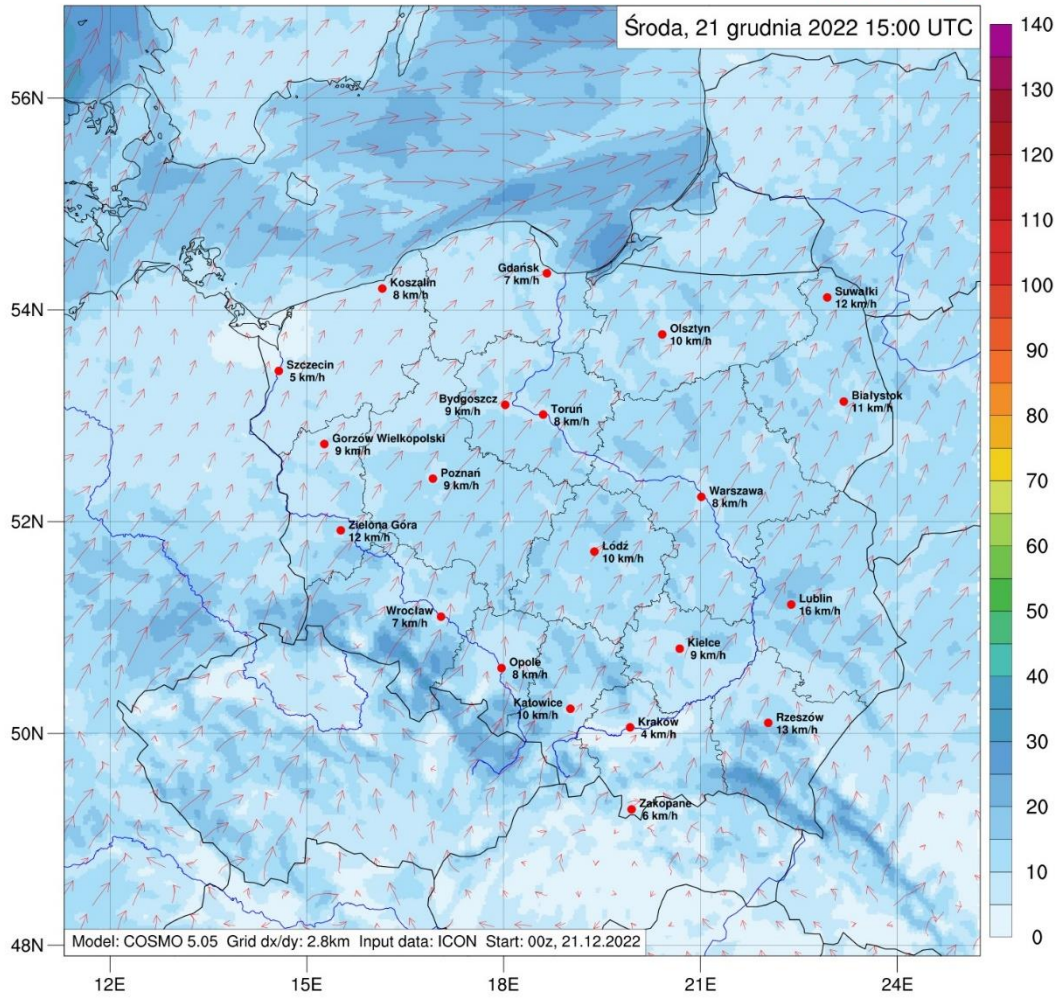 Środa, 21 grudnia 2022 15:00 UTC
140
130
120
110
100
90
80
70
60
50
40
30
20
10
0
56N
54N
52N
50N
48N
Koszalin
8 km/h
Gdańsk
7 km/h
Suwałki
12 km/h
Olsztyn
10 km/h
Szczecin
5 km/h
Bydgoszcz
9 km/h
Toruń
8 km/h
Białystok
11 km/h
Gorzów Wielkopolski
9 km/h
Poznań
9 km/h
Warszawa
8 km/h
Zielona Góra
12 km/h
Łódź
10 km/h
Wrocław
7 km/h
Lublin
16 km/h
Opole
8 km/h
Kielce
9 km/h
Katowice
10 km/h
Kraków
4 km/h
Rzeszów
13 km/h
Zakopane
6 km/h
Model: COSMO 5.05 Grid dx/dy: 2.8km Input data: ICON Start: 00z, 21.12.2022
12E
15E
18E
21E
24E